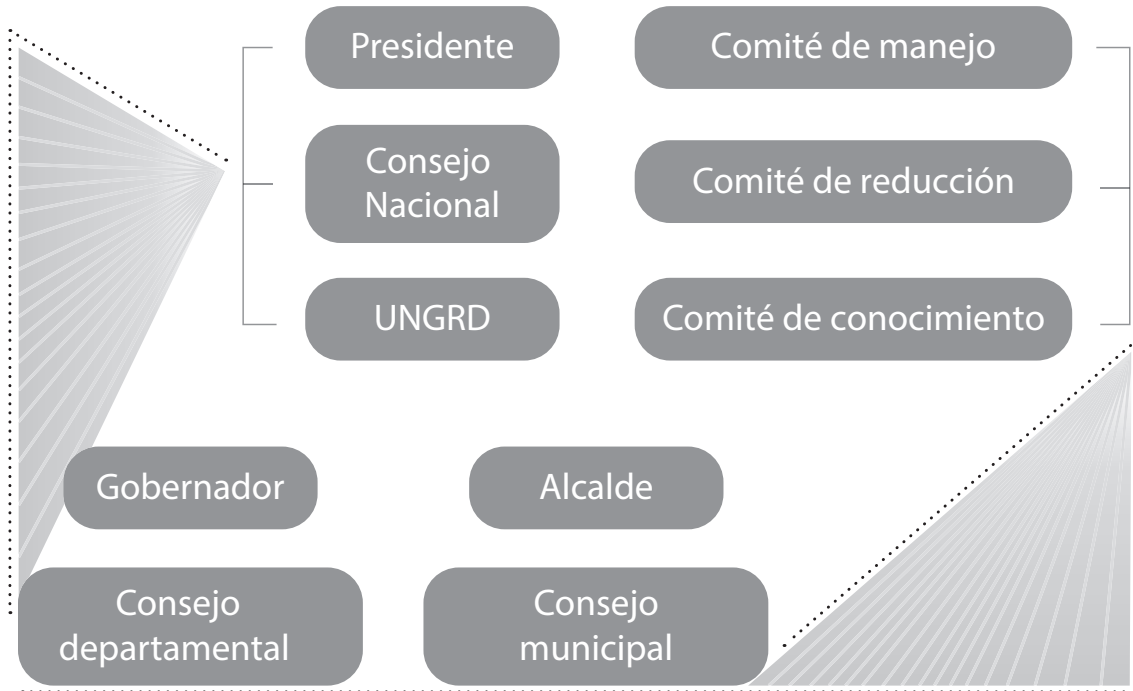 Presidente
Comité de manejo
Consejo
Nacional
Comité de reducción
UNGRD
Comité de conocimiento
Gobernador
Alcalde
Consejo
departamental
Consejo
municipal